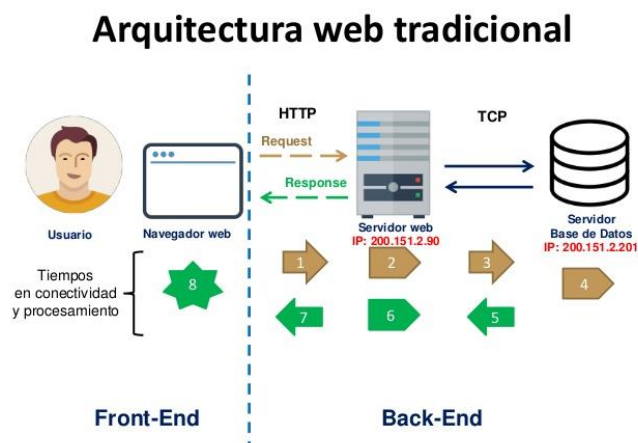 Arquitectura web tradicional
HTTP
TCP
Request
Response
Usuario
Navegador web
Servidor web
IP: 200.151.2.90
Servidor
Base de Datos
IP: 200.151.2.201
Tiempos
en conectividad
y procesamiento
8
1
2
3
4
7
6
5
Front-End
Back-End